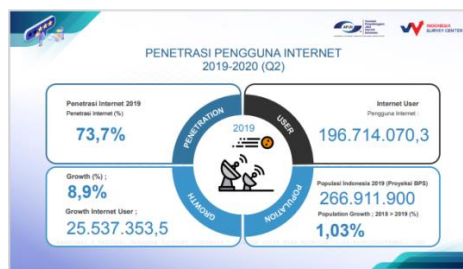 INDONESIA
SURVEY CENTER
PENETRASI PENGGUNA INTERNET
2019-2020 (Q2)
Penetrasi Internet 2019
Penetrasi Internet (%)
73,7%
Internet User
Pengguna Internet :
196.714.070,3
PENETRATION
USER
2019
GROWTH
POPULATION
Growth (%) ;
8,9%
Growth Internet User ;
25.537.353,5
Populasi Indonesia 2019 (Proyeksi BPS)
266.911.900
Population Growth ; 2018 > 2019 (%)
1,03%